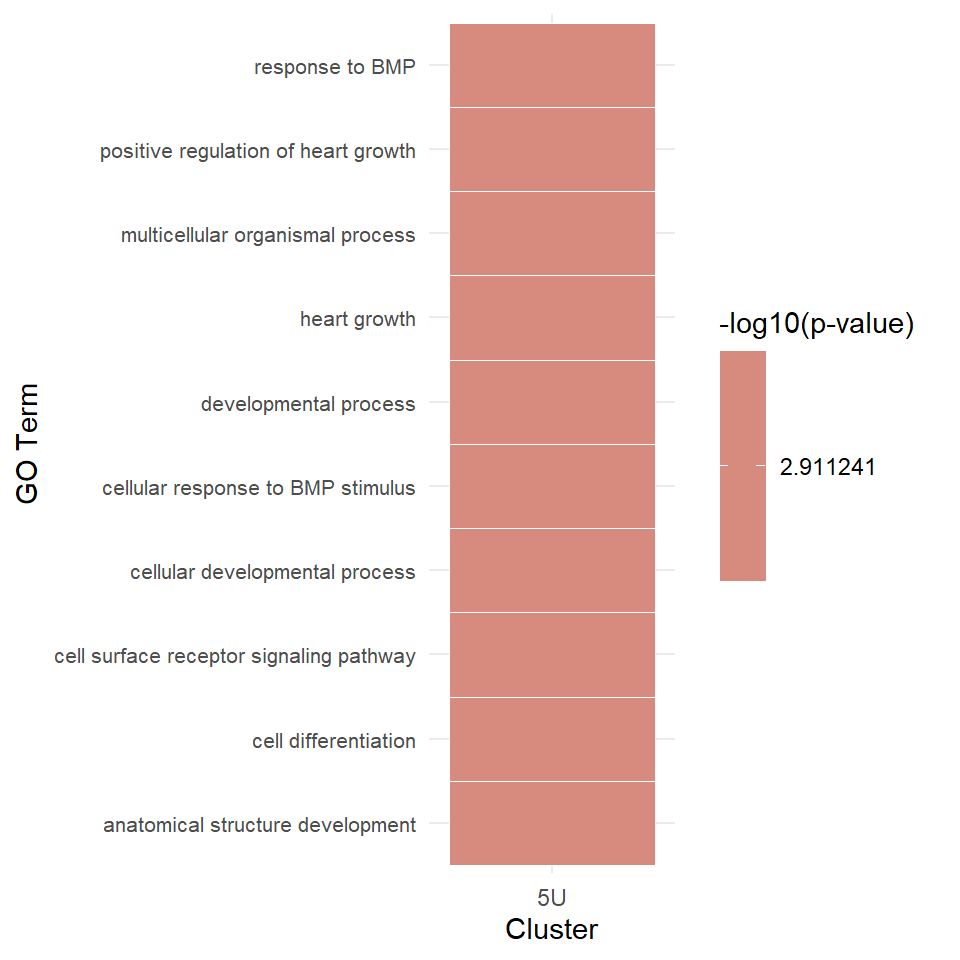 response to BMP
positive regulation of heart growth
multicellular organismal process
heart growth
developmental process
cellular response to BMP stimulus
cellular developmental process
cell surface receptor signaling pathway
cell differentiation
anatomical structure development
GO Term
5U
Cluster
-log10(p-value)
2.911241